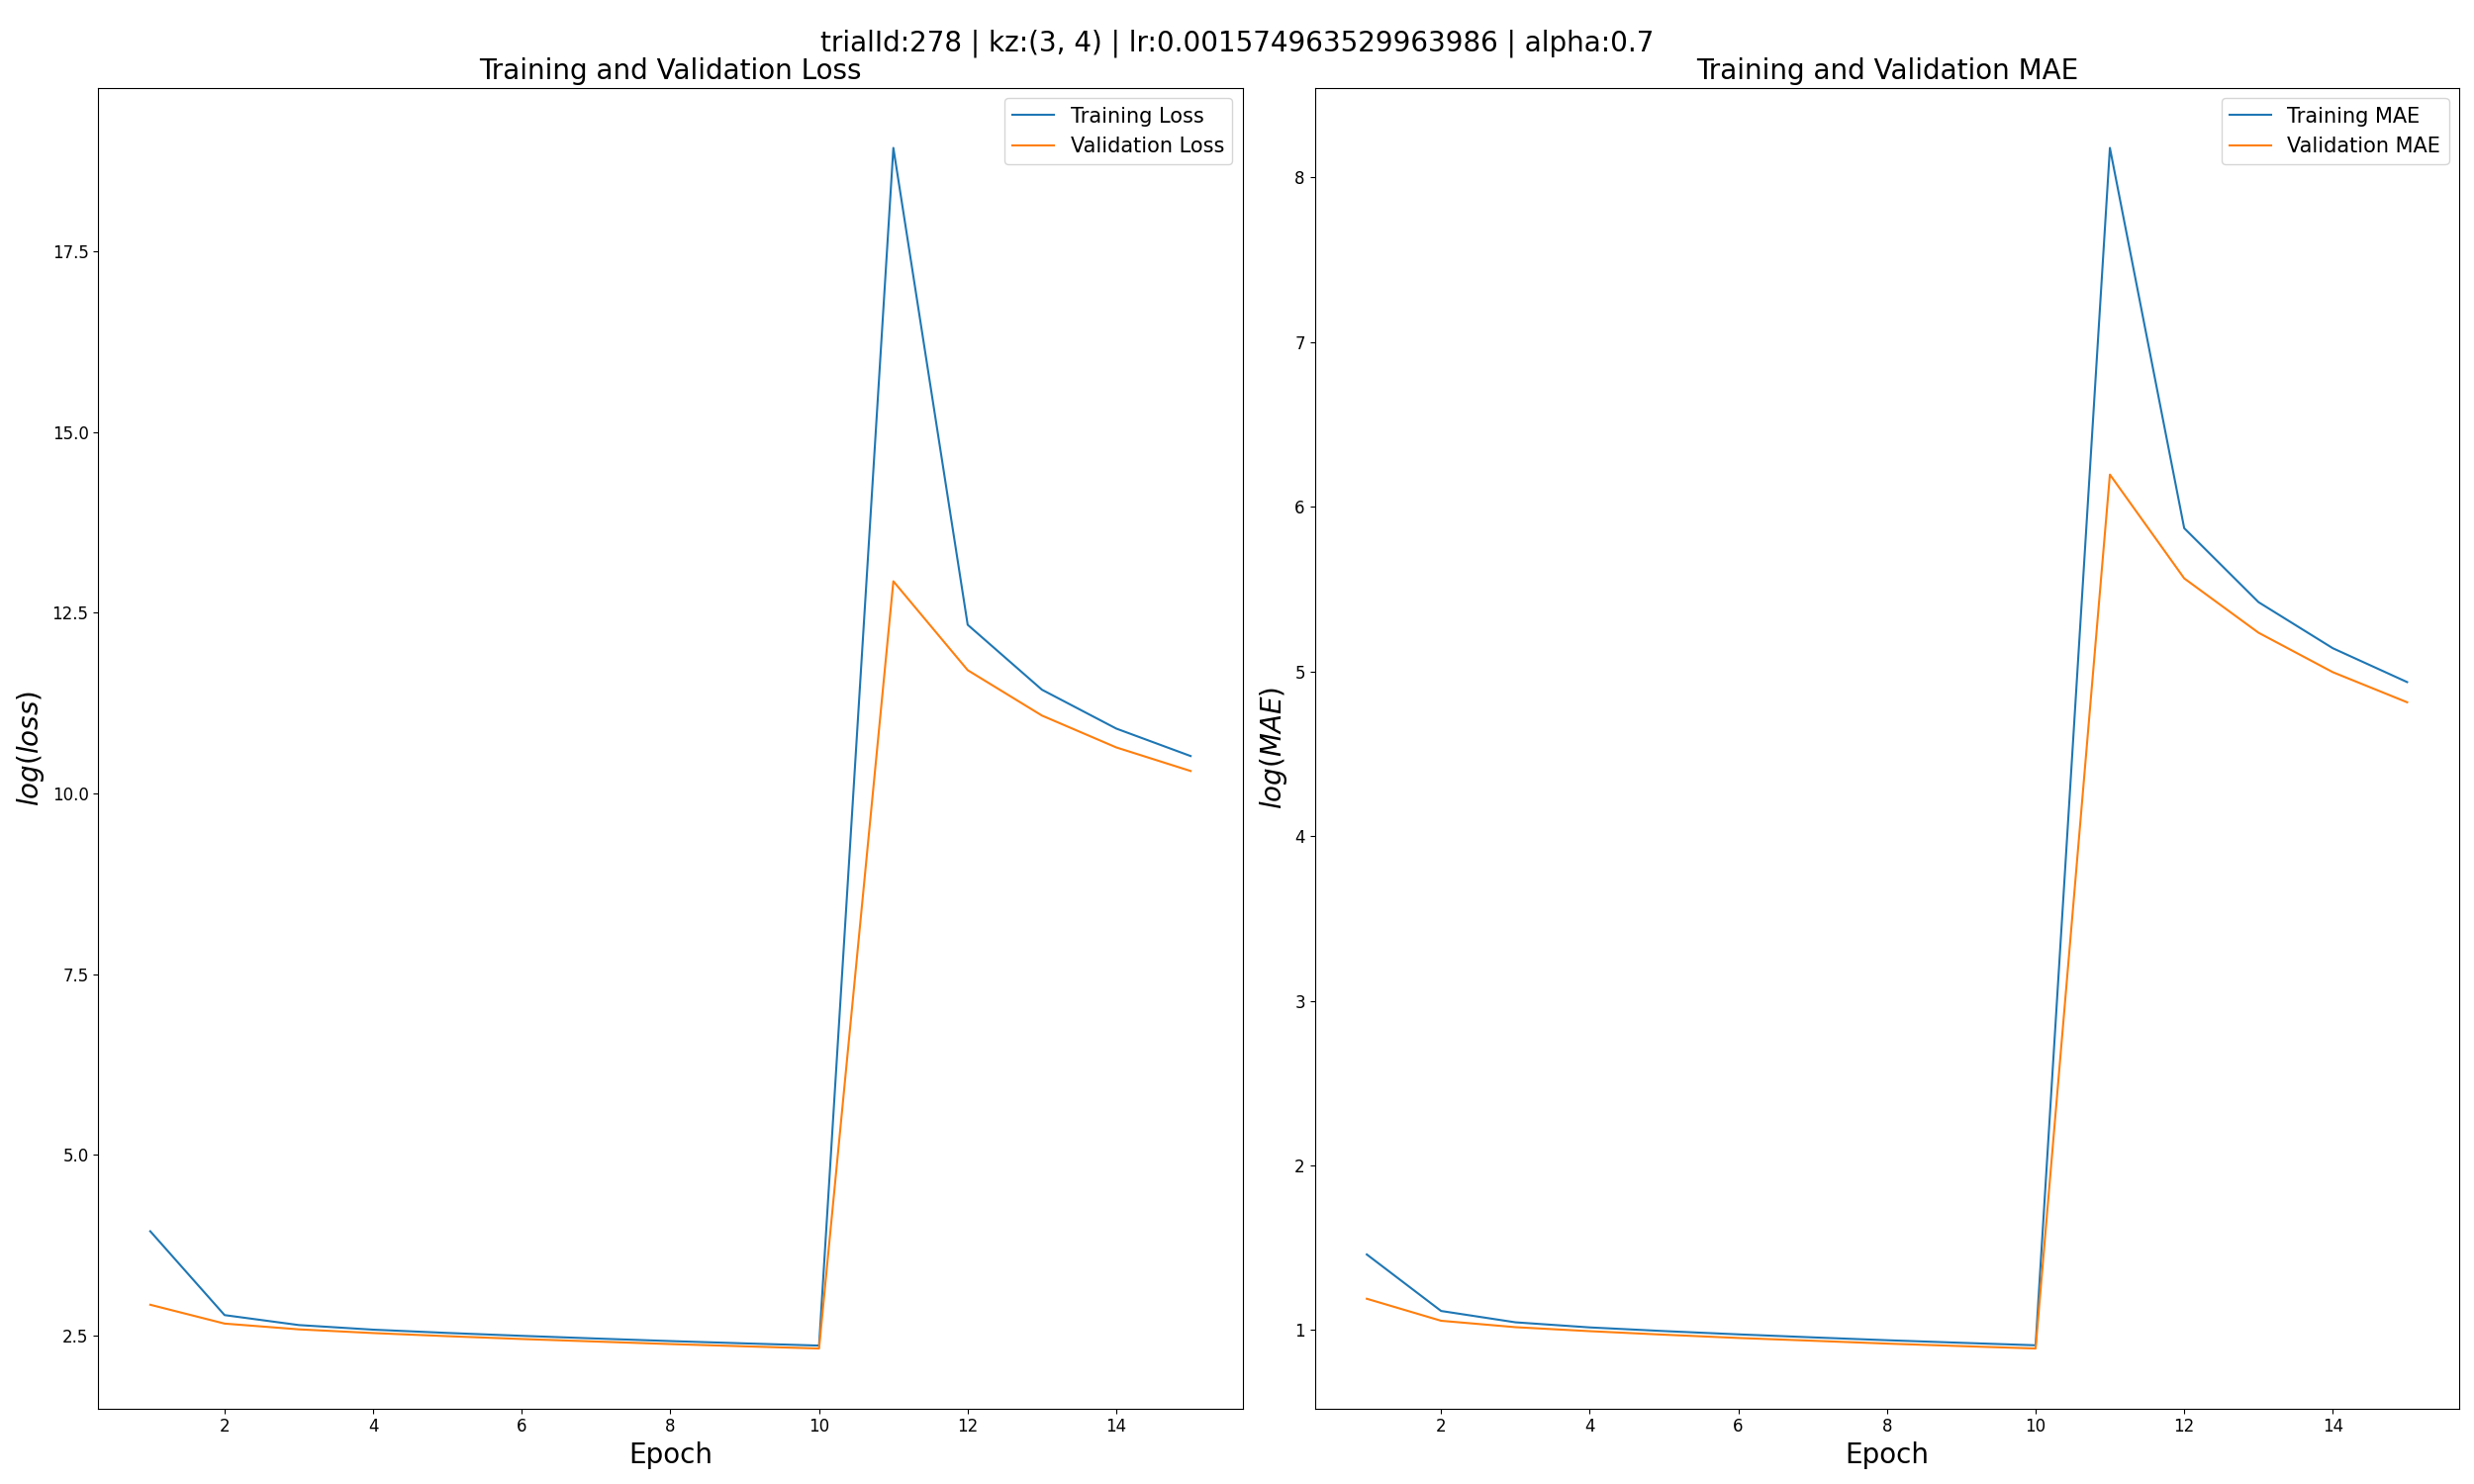 trialId:278 | kz:(3, 4) | lr:0.001574963529963986 | alpha:0.7
Training and Validation Loss
Training Loss
Validation Loss
17.5
15.0
12.5
10.0
7.5
5.0
2.5
log(loss)
2 4 6 8 10 12 14
Epoch
Training and Validation MAE
Training MAE
Validation MAE
8
7
6
5
4
3
2
1
log(MAE)
2 4 6 8 10 12 14
Epoch